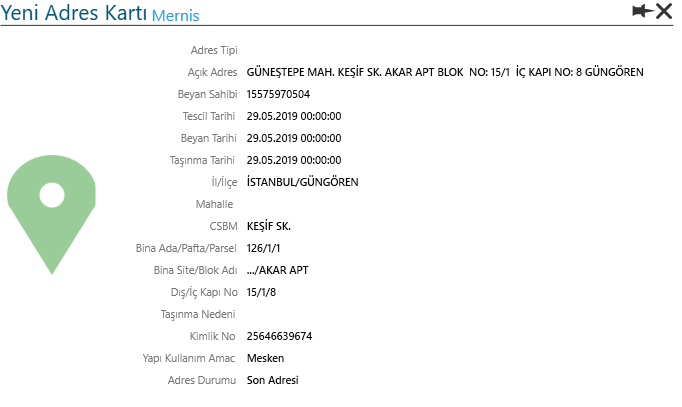 Yeni Adres Kartı Mernis
Adres Tipi
Açık Adres GÜNEŞTEPE MAH. KEŞİF SK. AKAR APT BLOK NO: 15/1 İÇ KAPI NO: 8 GÜNGÖREN
Beyan Sahibi 15575970504
Tescil Tarihi 29.05.2019 00:00:00
Beyan Tarihi 29.05.2019 00:00:00
Taşınma Tarihi 29.05.2019 00:00:00
İl/İlçe İSTANBUL/GÜNGÖREN
Mahalle
CSBM KEŞİF SK.
Bina Ada/Pafta/Parsel 126/1/1
Bina Site/Blok Adı .../AKAR APT
Dış/İç Kapı No 15/1/8
Taşınma Nedeni
Kimlik No 25646639674
Yapı Kullanım Amac Mesken
Adres Durumu Son Adresi